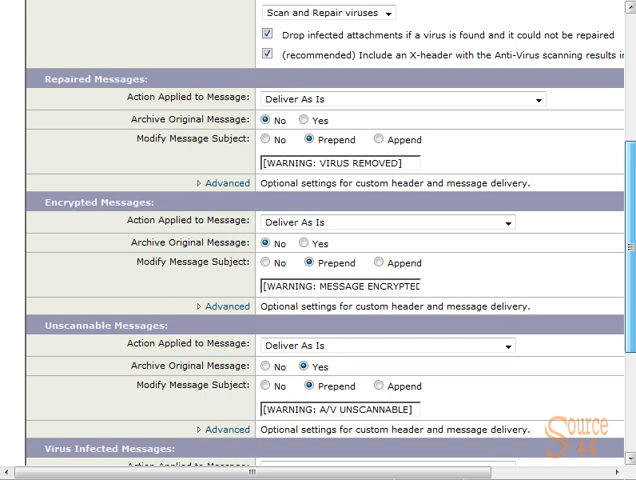 Scan and Repair viruses
Drop infected attachments if a virus is found and it could not be repaired
(recommended) Include an X-header with the Anti-Virus scanning results in
Repaired Messages:
Action Applied to Message: Deliver As Is
Archive Original Message: No Yes
Modify Message Subject: No Prepend Append
[WARNING: VIRUS REMOVED]
Advanced Optional settings for custom header and message delivery.
Encrypted Messages:
Action Applied to Message: Deliver As Is
Archive Original Message: No Yes
Modify Message Subject: No Prepend Append
[WARNING: MESSAGE ENCRYPTED
Advanced Optional settings for custom header and message delivery.
Unscannable Messages:
Action Applied to Message: Deliver As Is
Archive Original Message: No Yes
Modify Message Subject: No Prepend Append
[WARNING: A/V UNSCANNABLE]
Advanced Optional settings for custom header and message delivery.
Source 44
Virus Infected Messages:
Action Applied to Message: